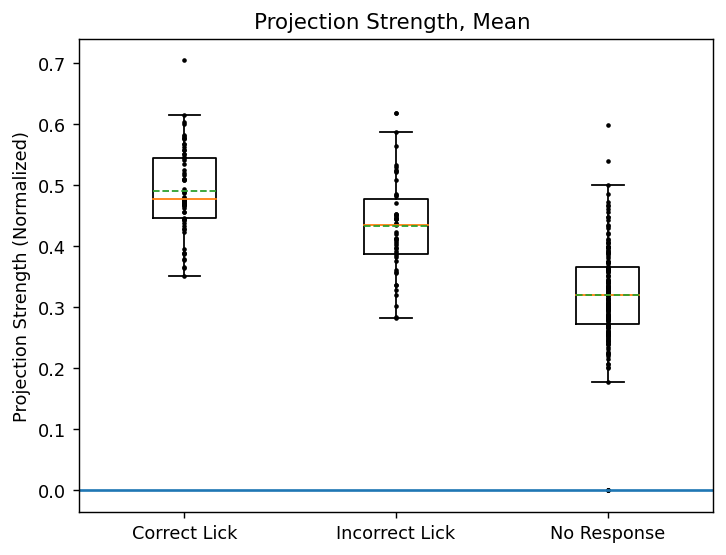 Projection Strength, Mean
Projection Strength (Normalized)
0.7
0.6
0.5
0.4
0.3
0.2
0.1
0.0
Correct Lick
Incorrect Lick
No Response